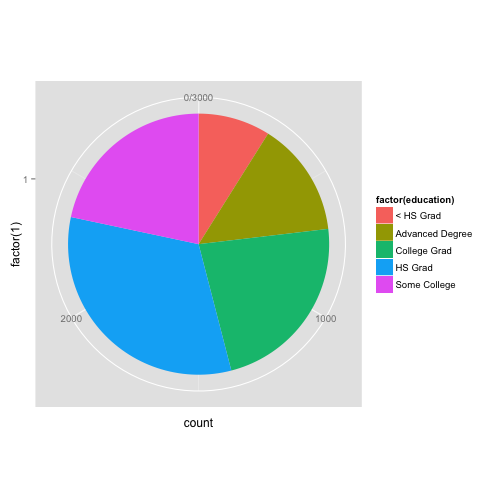 0/3000
1
factor(1)
2000
1000
count
factor(education)
< HS Grad
Advanced Degree
College Grad
HS Grad
Some College